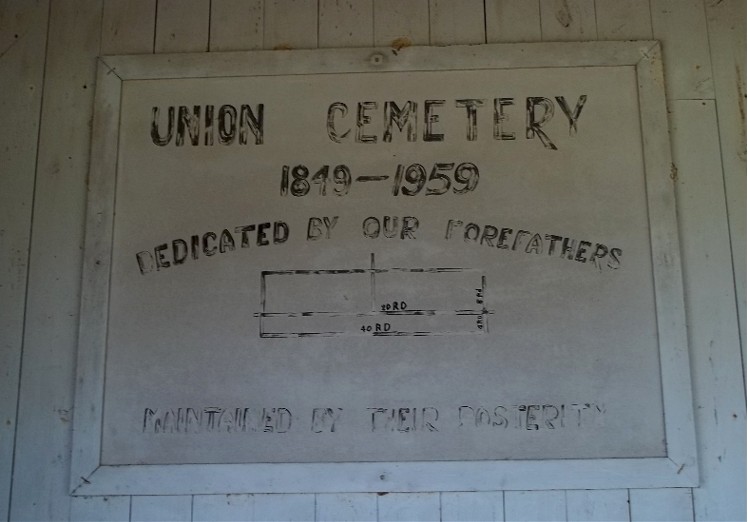 UNION CEMETERY
1849-1959
DEDICATED BY OUR FOREFATHERS
20 RD
40 RD
MAINTAINED BY THEIR POSTERITY